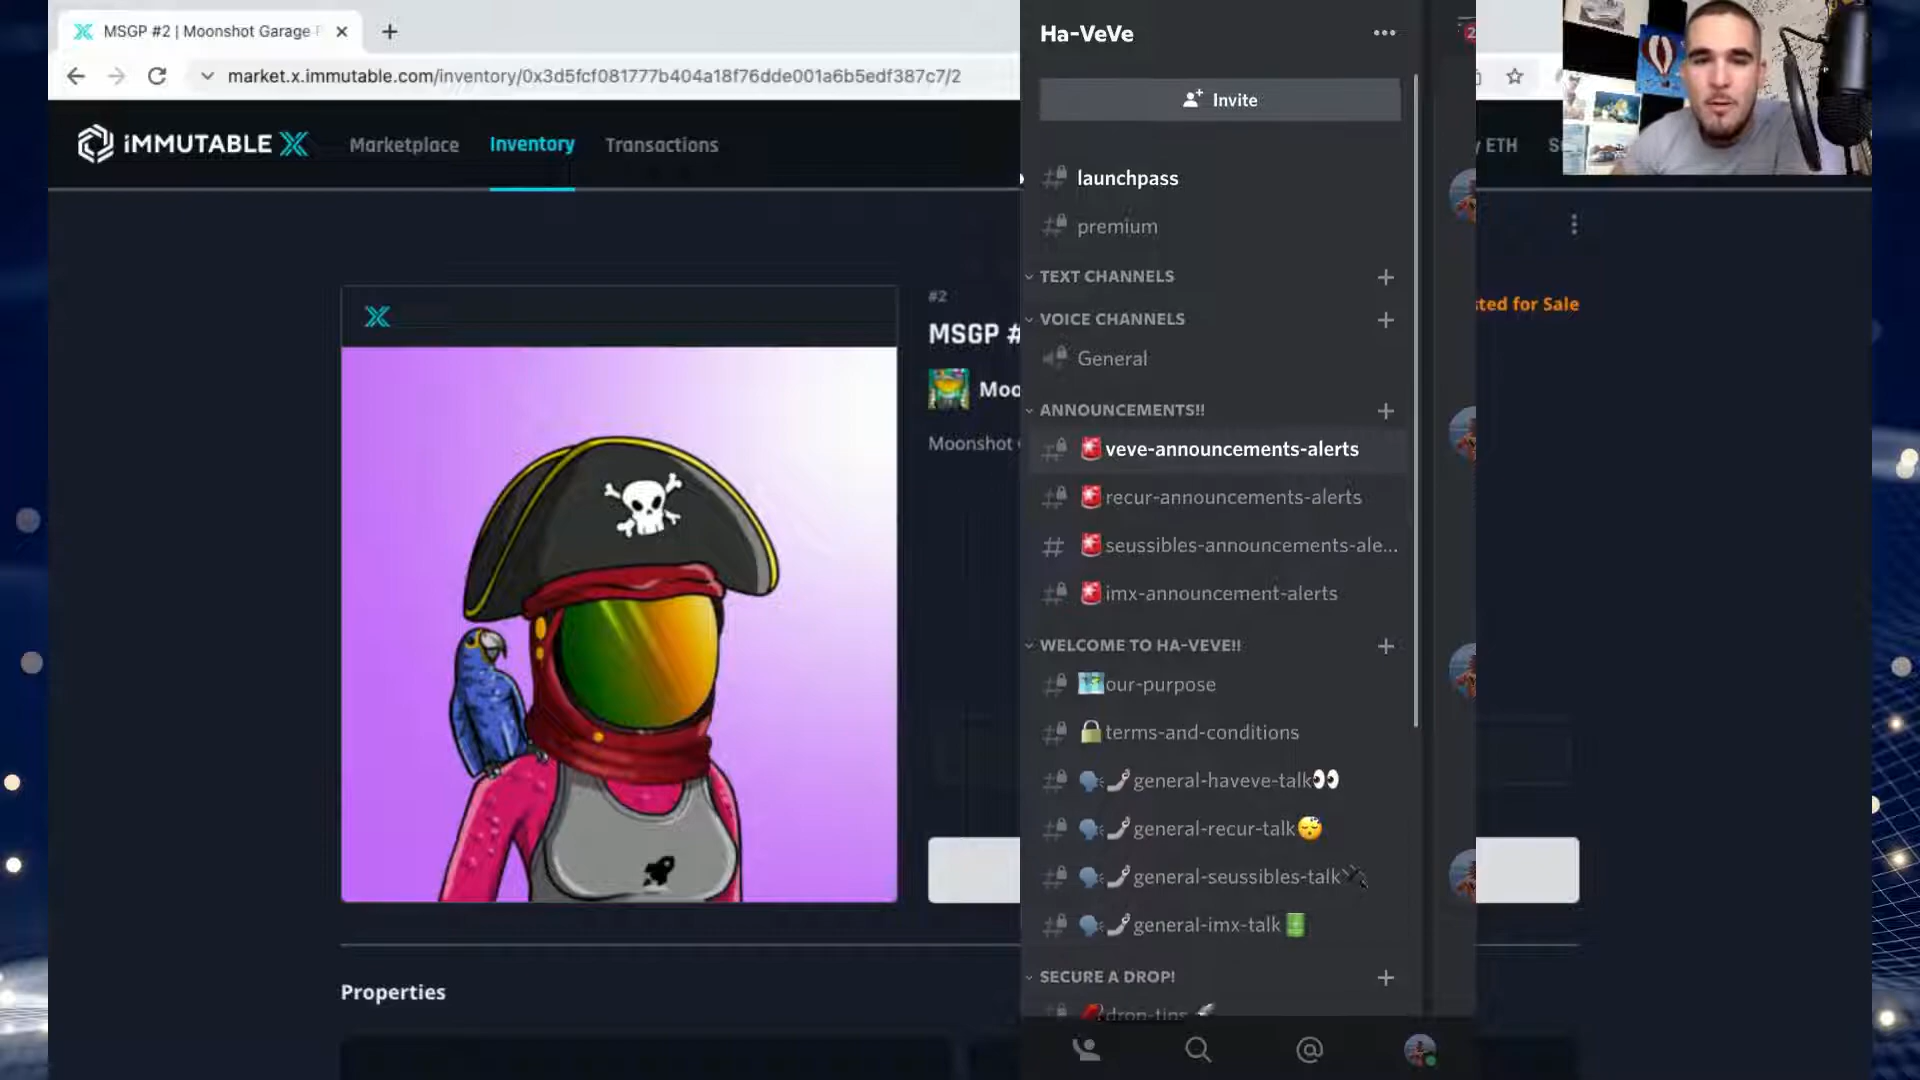 MSGP #2 | Moonshot Garage P
market.x.immutable.com/inventory/0x3d5fcf081777b404a18f76dde001a6b5edf387c7/2
IMMUTABLE X
Marketplace
Inventory
Transactions
ETH
#2
MSGP #
Moo
Moonshot
sted for Sale
Properties
Ha-VeVe
Invite
launchpass
premium
TEXT CHANNELS
VOICE CHANNELS
General
ANNOUNCEMENTS!!
veve-announcements-alerts
recur-announcements-alerts
seussibles-announcements-ale...
imx-announcement-alerts
WELCOME TO HA-VEVE!!
our-purpose
terms-and-conditions
general-haveve-talk
general-recur-talk
general-seussibles-talk
general-imx-talk
SECURE A DROP!
drop-tips